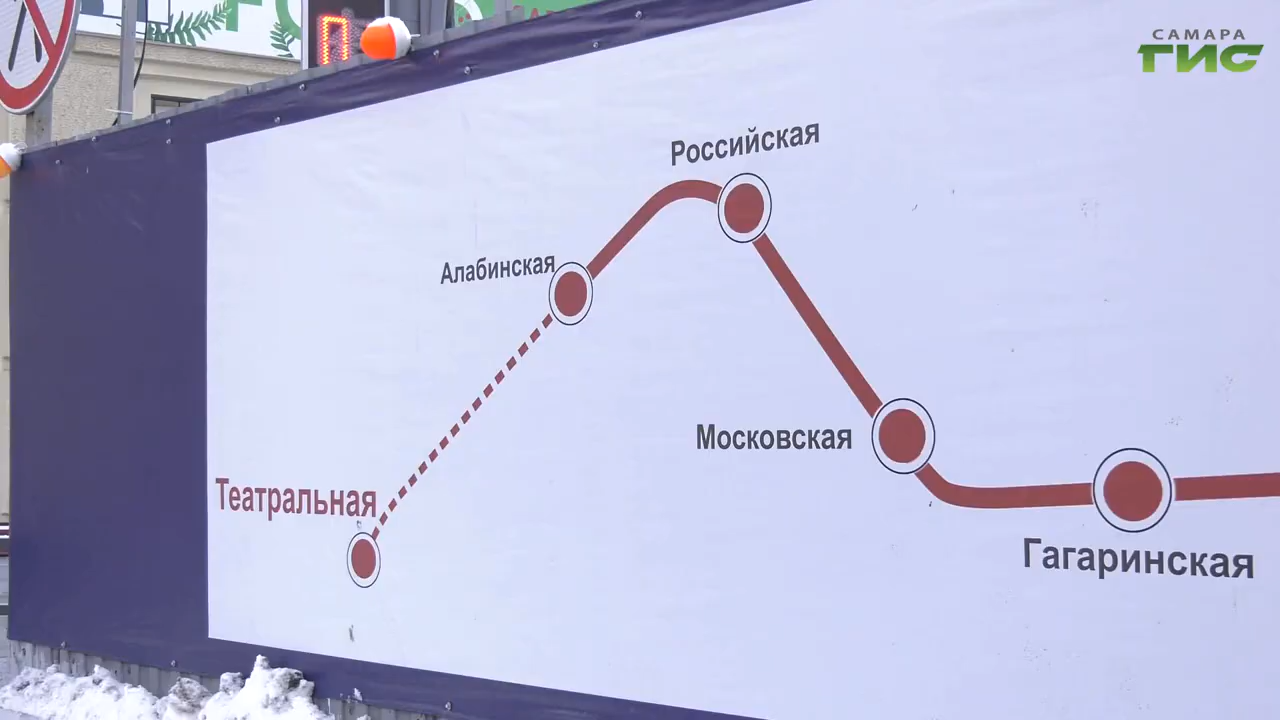 САМАРА
ГИС
П
Российская
Алабинская
Московская
Театральная
Гагаринская